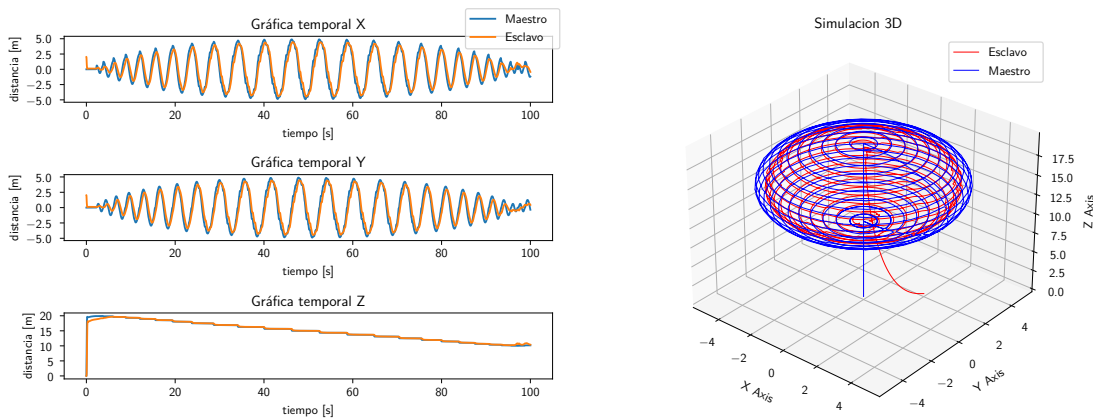 Gráfica temporal X
Maestro
Esclavo
distancia [m]
5.0
2.5
0.0
−2.5
−5.0
0 20 40 60 80 100
tiempo [s]
Gráfica temporal Y
distancia [m]
5.0
2.5
0.0
−2.5
−5.0
0 20 40 60 80 100
tiempo [s]
Gráfica temporal Z
distancia [m]
20
15
10
5
0
0 20 40 60 80 100
tiempo [s]
Simulacion 3D
Esclavo
Maestro
17.5
15.0
12.5
10.0
7.5
5.0
2.5
0.0
Z Axis
−4 −2 0 2 4
X Axis
−4 −2 0 2 4
Y Axis